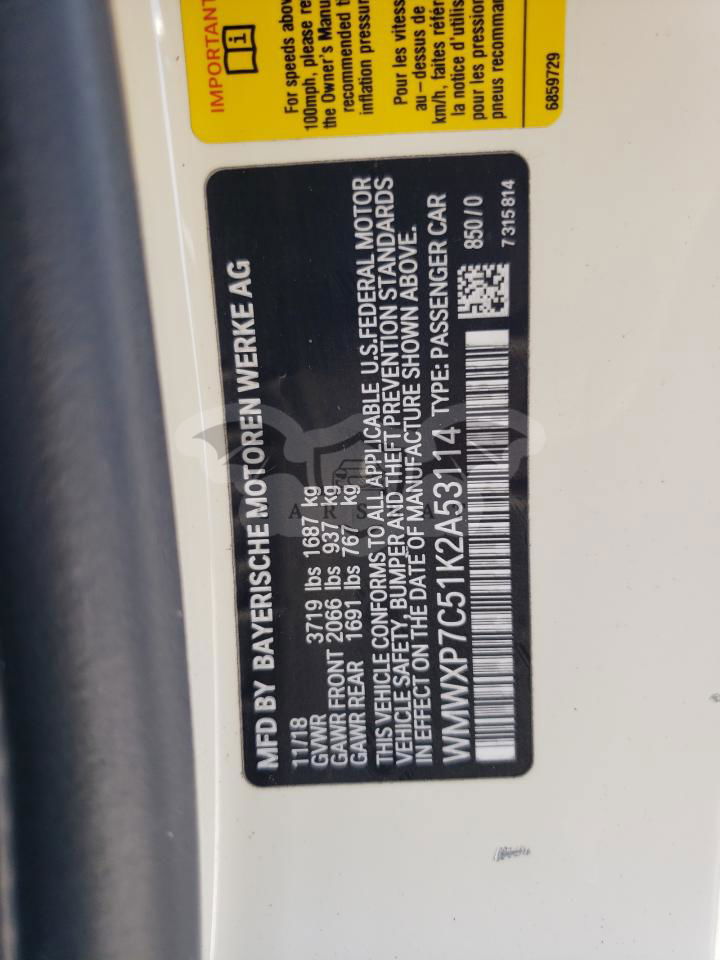 IMPORTANT
For speeds abov
100mph, please re
the Owner's Manu
recommended t
inflation pressur
Pour les vitess
au-dessus de
km/h, faites référ
la notice d'utilis
pour les pression
pneus recomman
6859729
MFD BY BAYERISCHE MOTOREN WERKE AG
11/18
GVWR 3719 lbs 1687 kg
GAWR FRONT 2066 lbs 937 kg
GAWR REAR 1691 lbs 767 kg
THIS VEHICLE CONFORMS TO ALL APPLICABLE U.S.FEDERAL MOTOR
VEHICLE SAFETY, BUMPER AND THEFT PREVENTION STANDARDS
IN EFFECT ON THE DATE OF MANUFACTURE SHOWN ABOVE.
WMWXP7C51K2A53114 TYPE: PASSENGER CAR
850/0
7315814